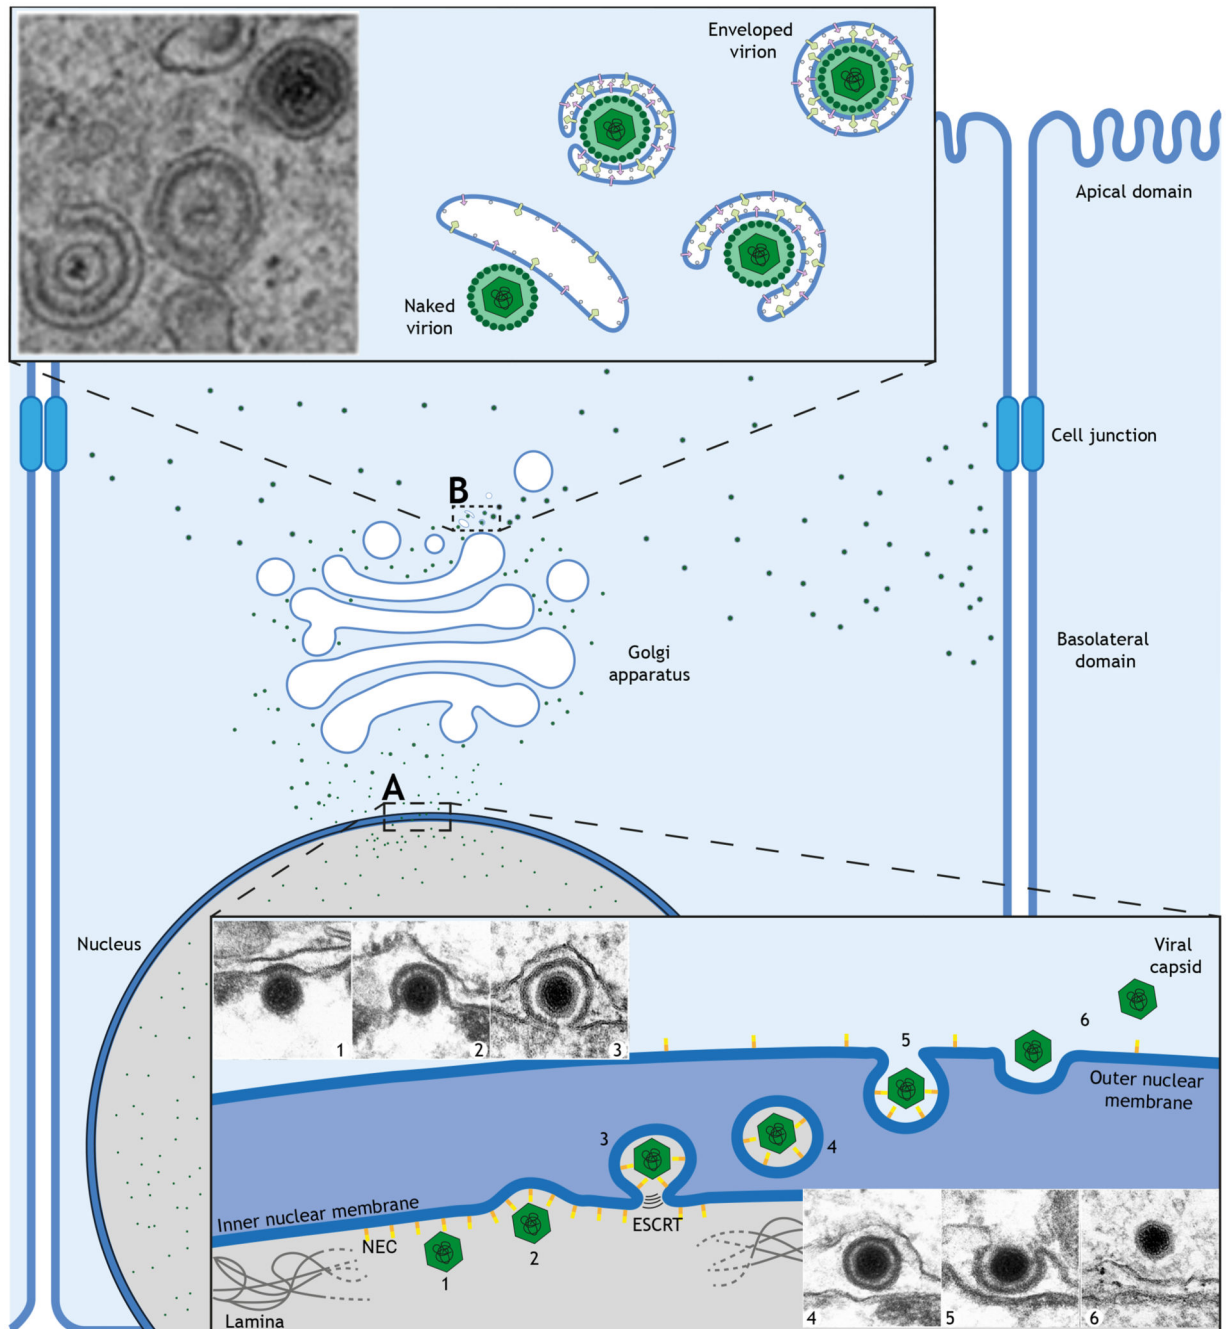 Enveloped
virion
Naked
virion
Apical domain
Cell junction
B
Golgi
apparatus
Basolateral
domain
A
Nucleus
1
2
3
Viral
capsid
6
5
Outer nuclear
membrane
3
4
Inner nuclear membrane
ESCRT
NEC
2
1
Lamina
4
5
6